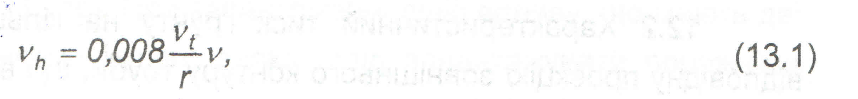 ν_h = 0,008 ν_t/r ν, (13.1)